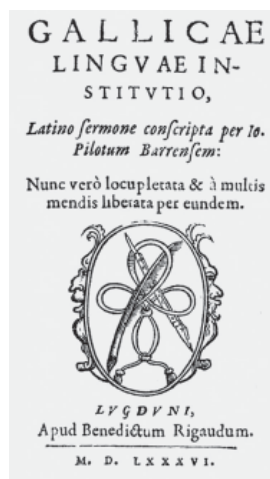 GALLICAE
LINGVAE IN-
STITVTIO,
Latino ſermone conſcripta per Io.
Pilotum Barrenſem:
Nunc verò locupletata & à multis
mendis liberata per eundem.
LVGDVNI,
Apud Benedictum Rigaudum.
M. D. LXXXVI.